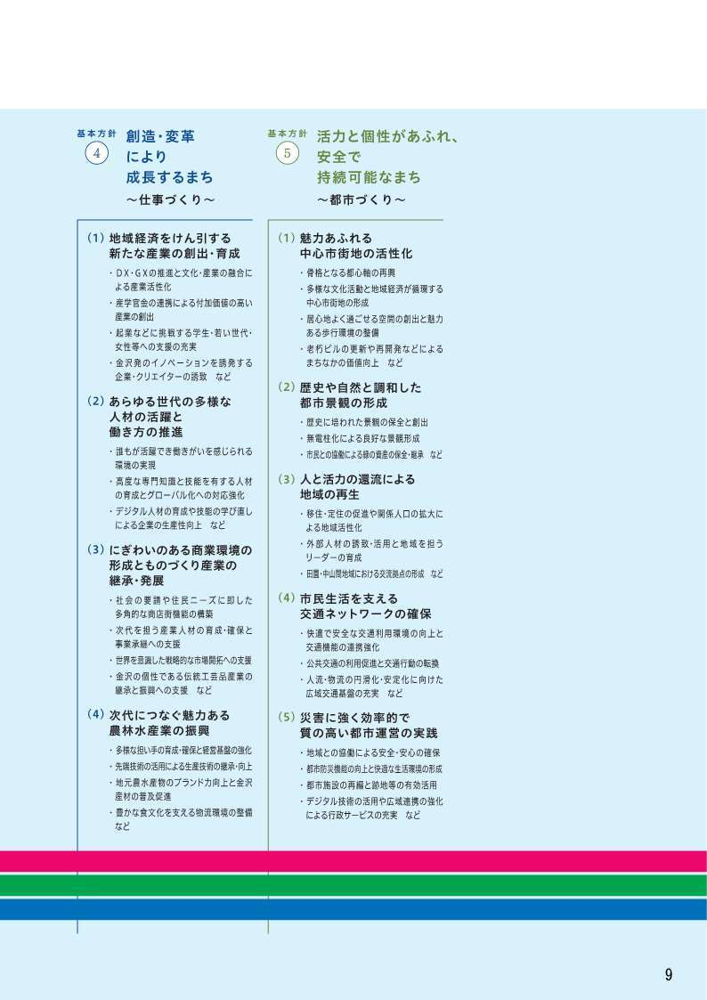 基本方針
4
創造・変革
により
成長するまち
～仕事づくり～
(1) 地域経済をけん引する
新たな産業の創出・育成
・DX・GXの推進と文化・産業の融合に
よる産業活性化
・産学官金の連携による付加価値の高い
産業の創出
・起業などに挑戦する学生・若い世代・
女性等への支援の充実
・金沢発のイノベーションを誘発する
企業・クリエイターの誘致　など
(2) あらゆる世代の多様な
人材の活躍と
働き方の推進
・誰もが活躍でき働きがいを感じられる
環境の実現
・高度な専門知識と技能を有する人材
の育成とグローバル化への対応強化
・デジタル人材の育成や技能の学び直し
による企業の生産性向上　など
(3) にぎわいのある商業環境の
形成とものづくり産業の
継承・発展
・社会の要請や住民ニーズに即した
多角的な商店街機能の構築
・次代を担う産業人材の育成・確保と
事業承継への支援
・世界を意識した戦略的な市場開拓への支援
・金沢の個性である伝統工芸品産業の
継承と振興への支援　など
(4) 次代につなぐ魅力ある
農林水産業の振興
・多様な担い手の育成・確保と経営基盤の強化
・先端技術の活用による生産技術の継承・向上
・地元農水産物のブランド力向上と金沢
産材の普及促進
・豊かな食文化を支える物流環境の整備
など
基本方針
5
活力と個性があふれ、
安全で
持続可能なまち
～都市づくり～
(1) 魅力あふれる
中心市街地の活性化
・骨格となる都心軸の再興
・多様な文化活動と地域経済が循環する
中心市街地の形成
・居心地よく過ごせる空間の創出と魅力
ある歩行環境の整備
・老朽ビルの更新や再開発などによる
まちなかの価値向上　など
(2) 歴史や自然と調和した
都市景観の形成
・歴史に培われた景観の保全と創出
・無電柱化による良好な景観形成
・市民との協働による緑の資産の保全・継承　など
(3) 人と活力の還流による
地域の再生
・移住・定住の促進や関係人口の拡大に
よる地域活性化
・外部人材の誘致・活用と地域を担う
リーダーの育成
・田園・中山間地域における交流拠点の形成　など
(4) 市民生活を支える
交通ネットワークの確保
・快適で安全な交通利用環境の向上と
交通機能の連携強化
・公共交通の利用促進と交通行動の転換
・人流・物流の円滑化・安定化に向けた
広域交通基盤の充実　など
(5) 災害に強く効率的で
質の高い都市運営の実践
・地域との協働による安全・安心の確保
・都市防災機能の向上と快適な生活環境の形成
・都市施設の再編と跡地等の有効活用
・デジタル技術の活用や広域連携の強化
による行政サービスの充実　など
9